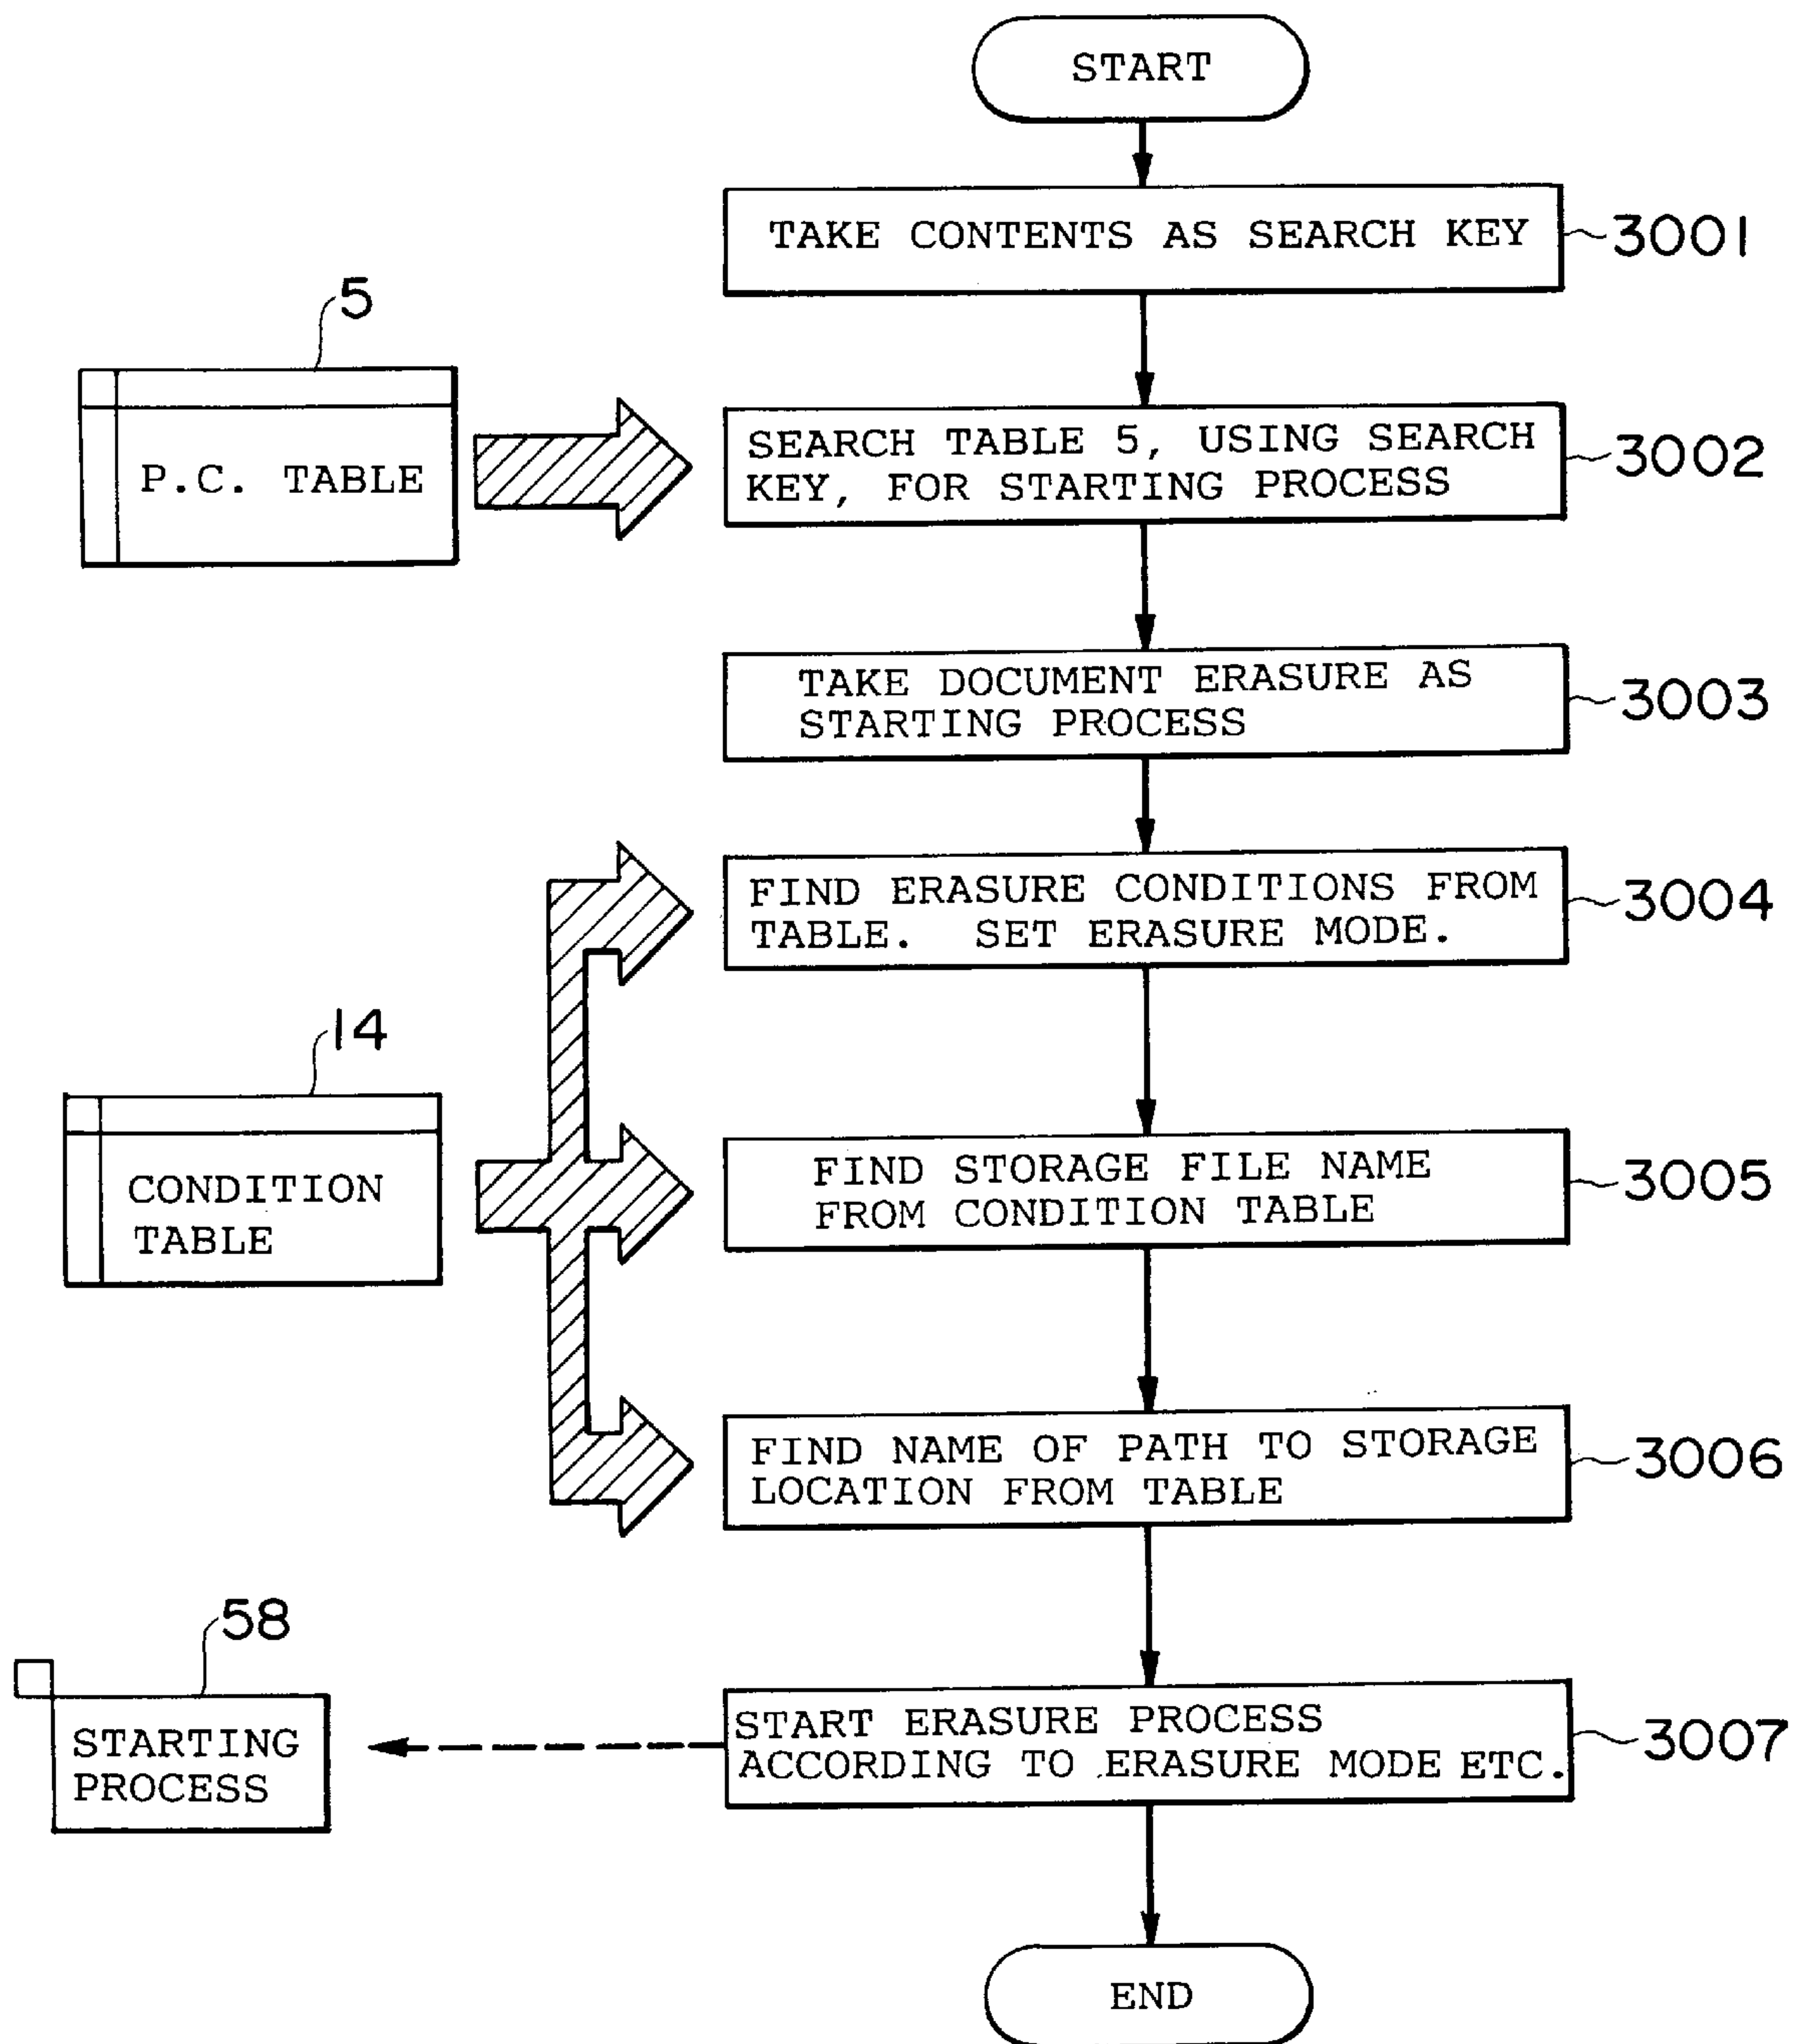 START
TAKE CONTENTS AS SEARCH KEY
3001
5
P.C. TABLE
SEARCH TABLE 5, USING SEARCH
KEY, FOR STARTING PROCESS
3002
TAKE DOCUMENT ERASURE AS
STARTING PROCESS
3003
FIND ERASURE CONDITIONS FROM
TABLE. SET ERASURE MODE.
3004
14
CONDITION
TABLE
FIND STORAGE FILE NAME
FROM CONDITION TABLE
3005
FIND NAME OF PATH TO STORAGE
LOCATION FROM TABLE
3006
58
STARTING
PROCESS
START ERASURE PROCESS
ACCORDING TO ERASURE MODE ETC.
3007
END